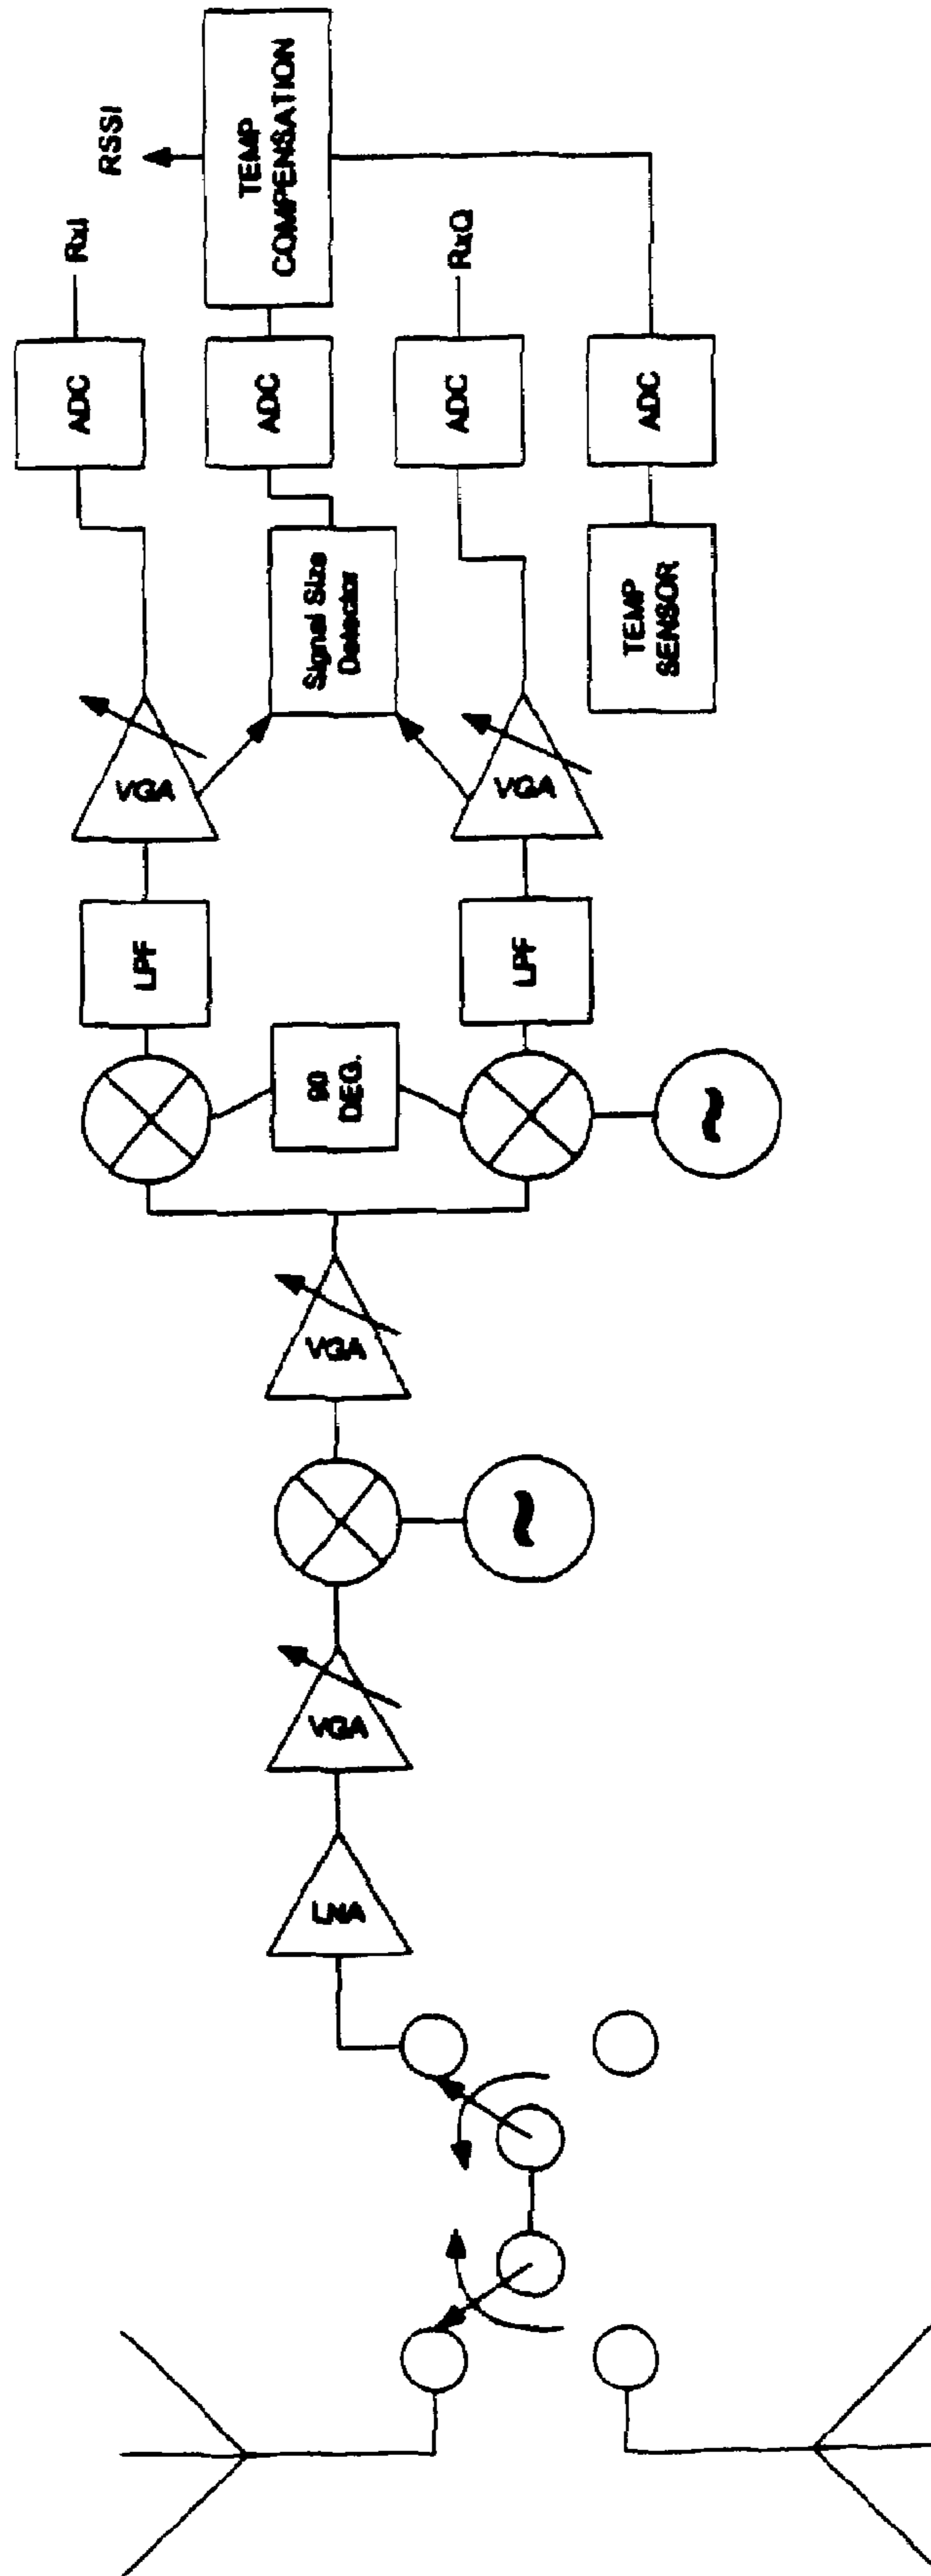 LNA
VGA
VGA
90
DEG.
LPF
LPF
VGA
VGA
Signal Size
Detector
TEMP
SENSOR
ADC
ADC
ADC
ADC
RxI
RxQ
TEMP
COMPENSATION
RSSI
~
~